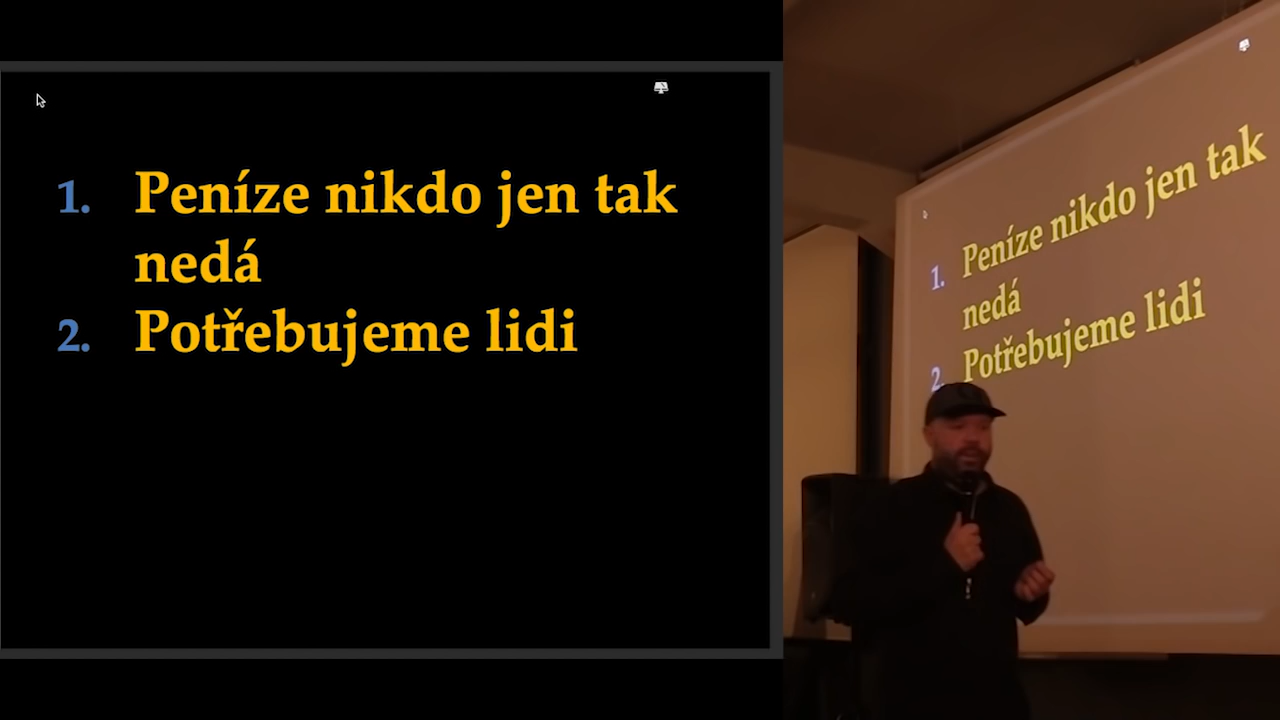 1. Peníze nikdo jen tak
nedá
2. Potřebujeme lidi
1. Peníze nikdo jen tak
nedá
2. Potřebujeme lidi